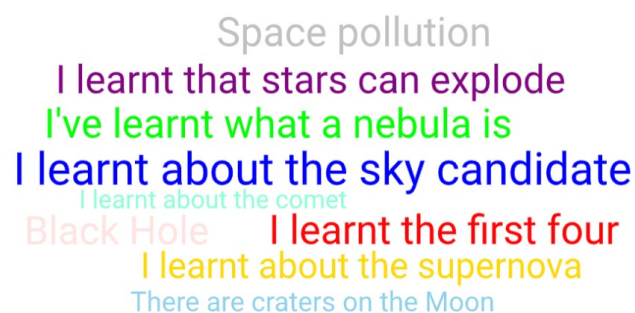 Space pollution
I learnt that stars can explode
I've learnt what a nebula is
I learnt about the sky candidate
I learnt about the comet
Black Hole
I learnt the first four
I learnt about the supernova
There are craters on the Moon